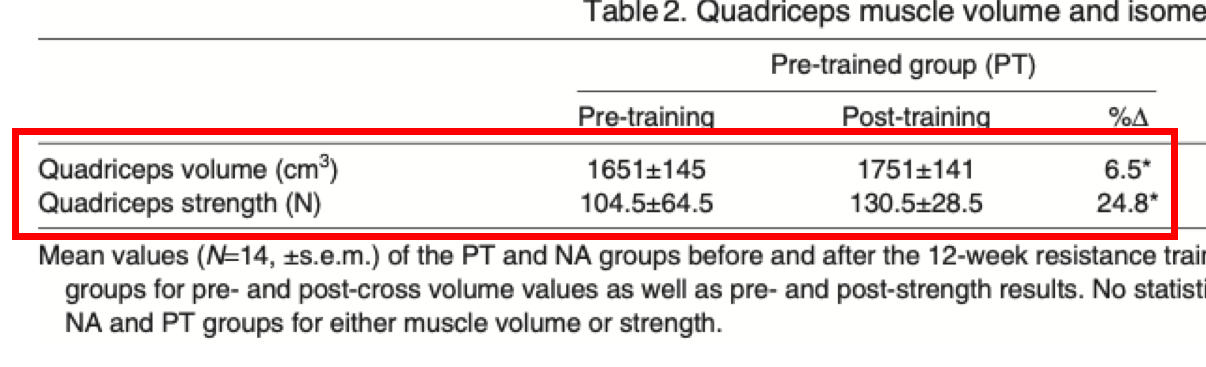 Table 2. Quadriceps muscle volume and isome
Pre-trained group (PT)
Pre-training Post-training %Δ
Quadriceps volume (cm³) 1651±145 1751±141 6.5*
Quadriceps strength (N) 104.5±64.5 130.5±28.5 24.8*
Mean values (N=14, ±s.e.m.) of the PT and NA groups before and after the 12-week resistance train
groups for pre- and post-cross volume values as well as pre- and post-strength results. No statisti
NA and PT groups for either muscle volume or strength.